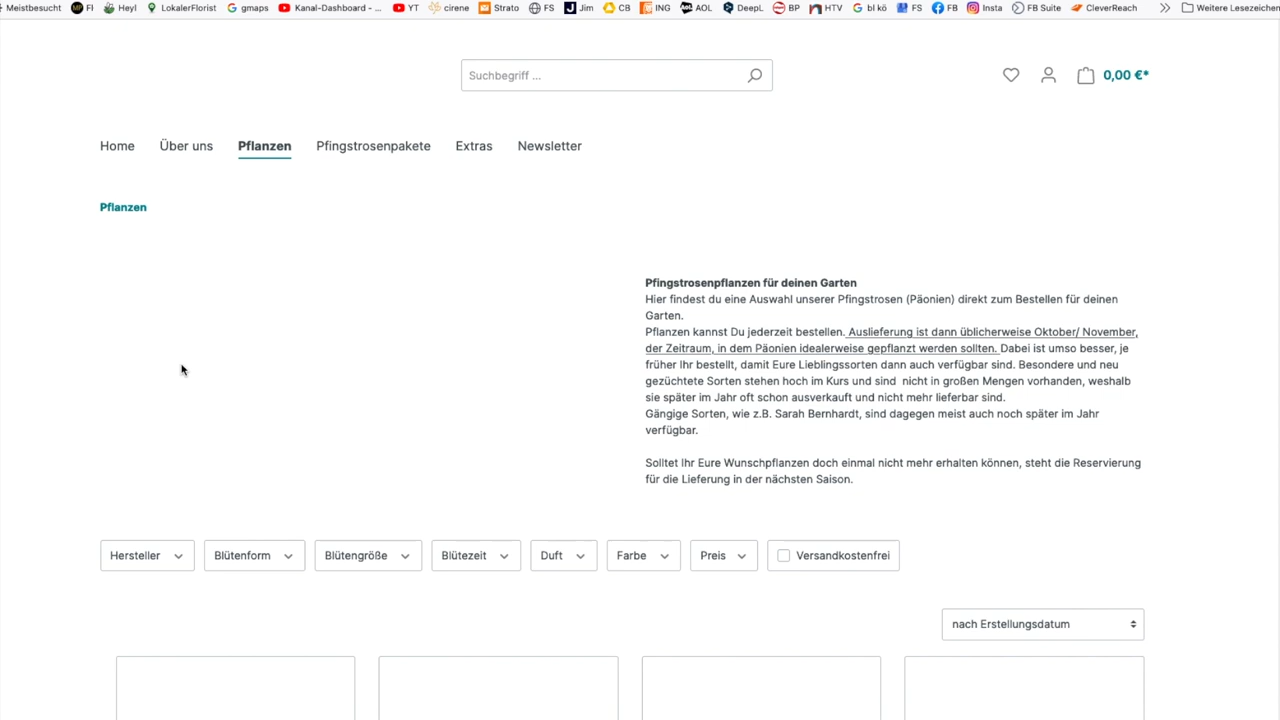 Meistbesucht MP FI Heyl LokalerFlorist gmaps Kanal-Dashboard - ... YT cirene Strato FS Jim CB ING AOL DeepL BP HTV bl kö FS FB Insta FB Suite CleverReach Weitere Lesezeichen
Suchbegriff ...
0,00 €*
Home Über uns Pflanzen Pfingstrosenpakete Extras Newsletter
Pflanzen
Pfingstrosenpflanzen für deinen Garten
Hier findest du eine Auswahl unserer Pfingstrosen (Päonien) direkt zum Bestellen für deinen
Garten.
Pflanzen kannst Du jederzeit bestellen. Auslieferung ist dann üblicherweise Oktober/ November,
der Zeitraum, in dem Päonien idealerweise gepflanzt werden sollten. Dabei ist umso besser, je
früher Ihr bestellt, damit Eure Lieblingssorten dann auch verfügbar sind. Besondere und neu
gezüchtete Sorten stehen hoch im Kurs und sind nicht in großen Mengen vorhanden, weshalb
sie später im Jahr oft schon ausverkauft und nicht mehr lieferbar sind.
Gängige Sorten, wie z.B. Sarah Bernhardt, sind dagegen meist auch noch später im Jahr
verfügbar.
Solltet Ihr Eure Wunschpflanzen doch einmal nicht mehr erhalten können, steht die Reservierung
für die Lieferung in der nächsten Saison.
Hersteller Blütenform Blütengröße Blütezeit Duft Farbe Preis Versandkostenfrei
nach Erstellungsdatum